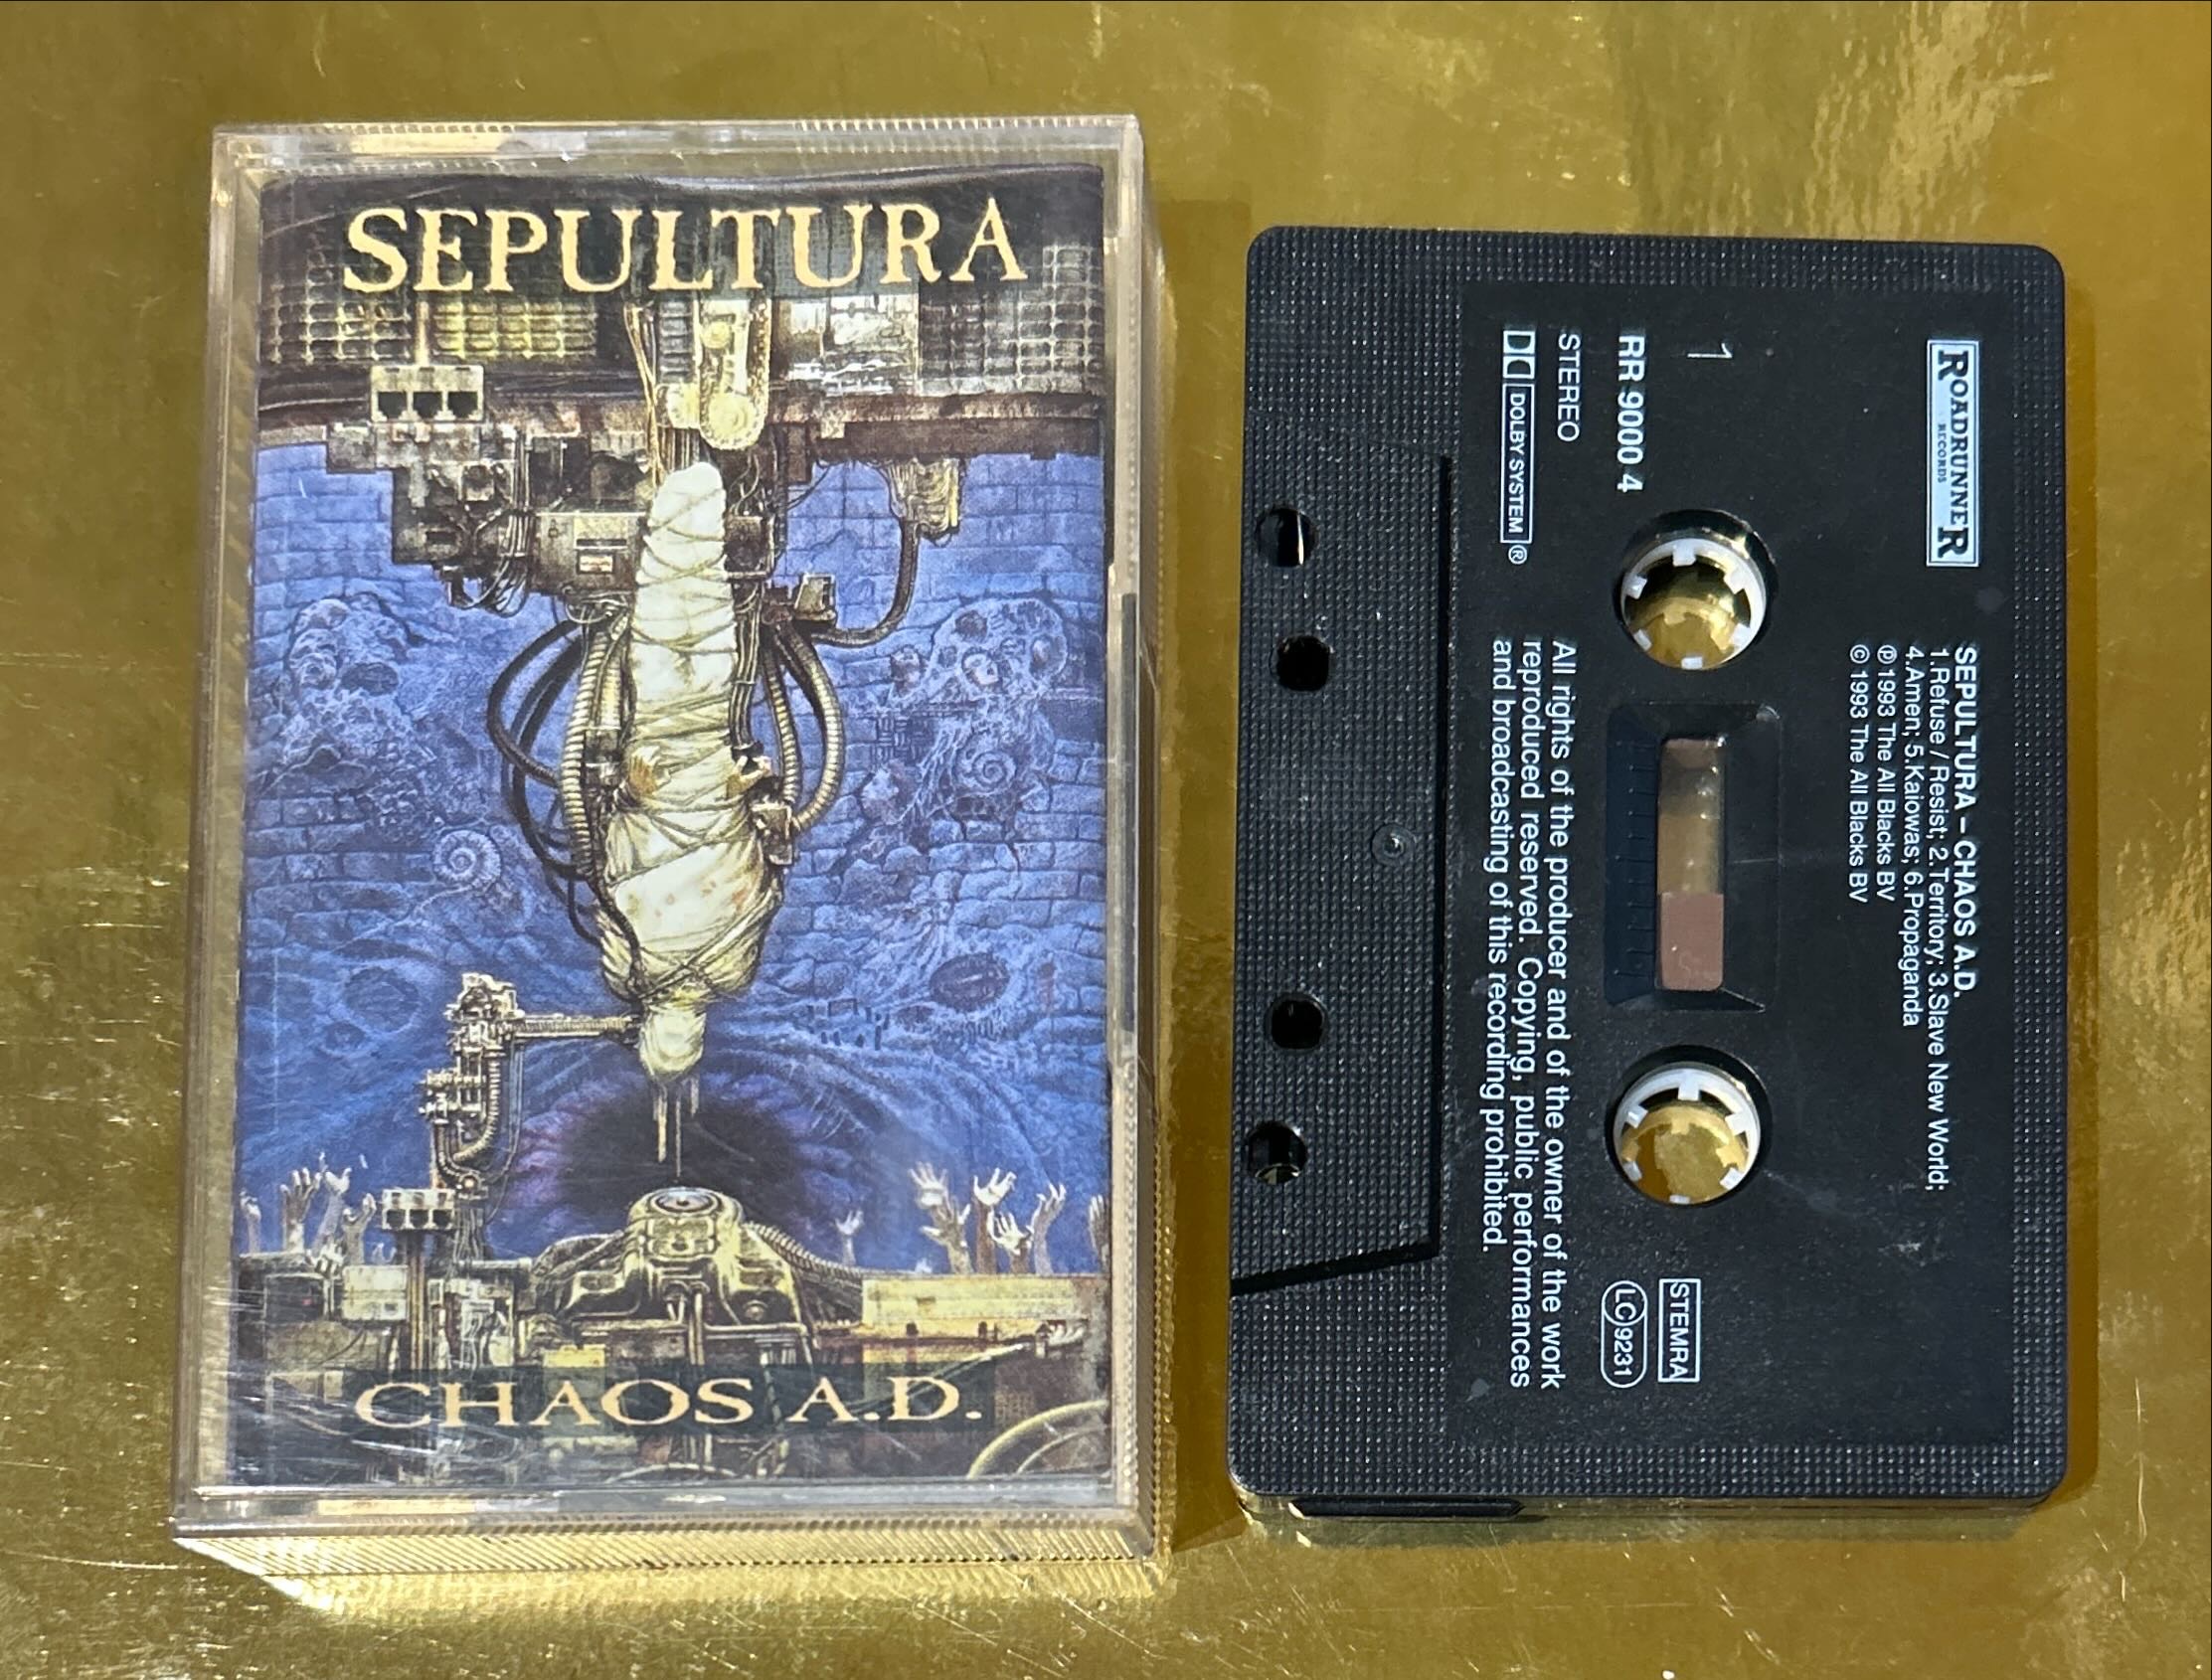 SEPULTURA
CHAOS A.D.
ROADRUNNER
RECORDS
SEPULTURA – CHAOS A.D.
1.Refuse / Resist; 2.Territory; 3.Slave New World;
4.Amen; 5.Kaiowas; 6.Propaganda
℗ 1993 The All Blacks BV
© 1993 The All Blacks BV
1
RR 9000 4
STEREO
DOLBY SYSTEM ®
STEMRA
LC 9231
All rights of the producer and of the owner of the work
reproduced reserved. Copying, public performances
and broadcasting of this recording prohibited.